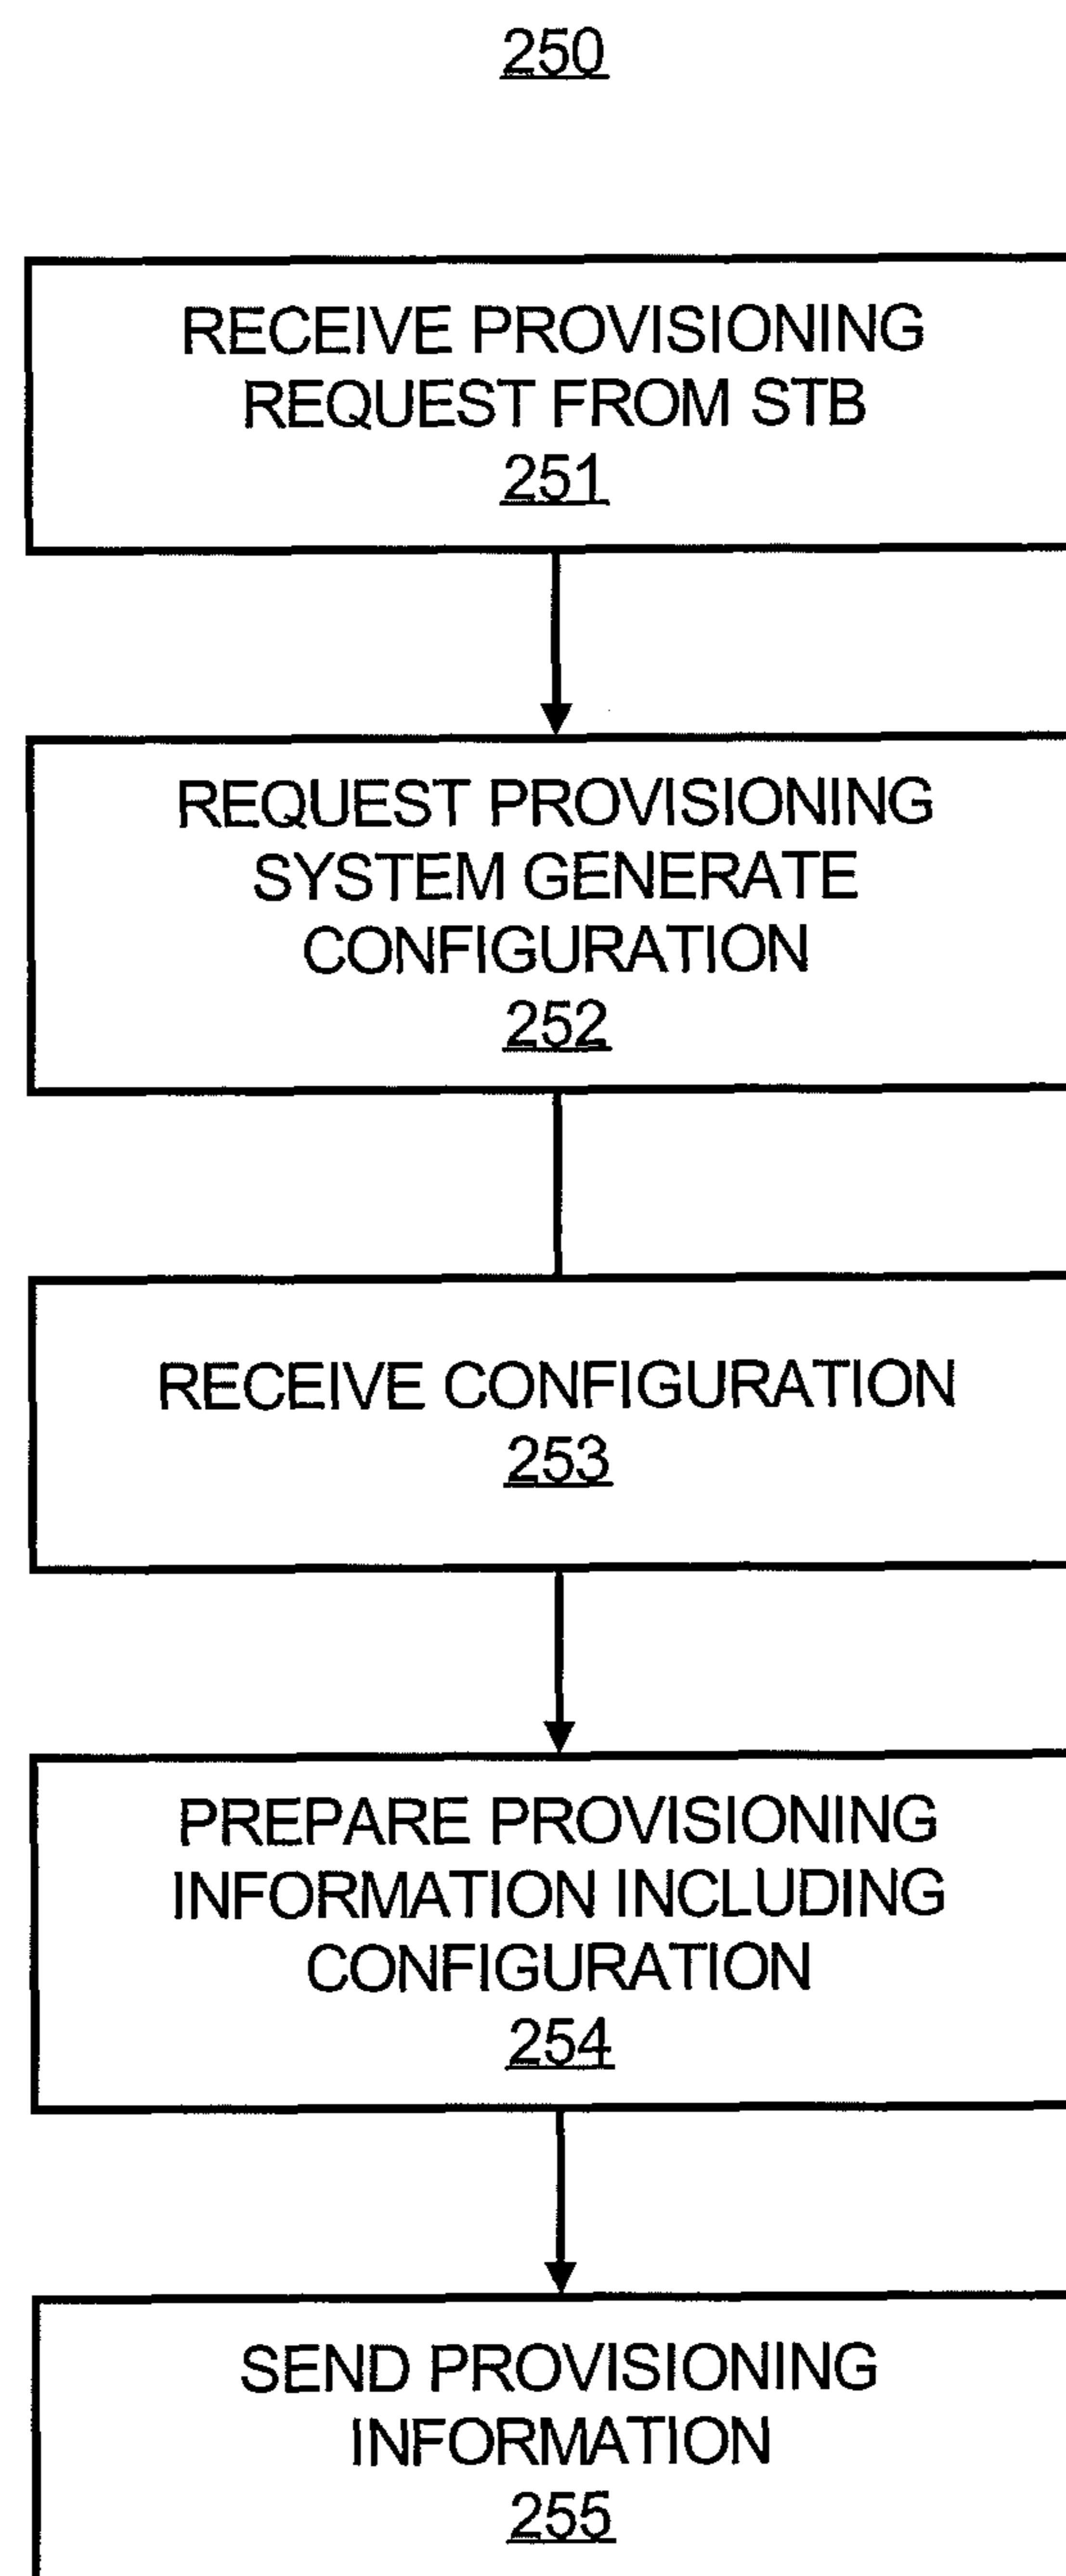 250
RECEIVE PROVISIONING
REQUEST FROM STB
251
REQUEST PROVISIONING
SYSTEM GENERATE
CONFIGURATION
252
RECEIVE CONFIGURATION
253
PREPARE PROVISIONING
INFORMATION INCLUDING
CONFIGURATION
254
SEND PROVISIONING
INFORMATION
255